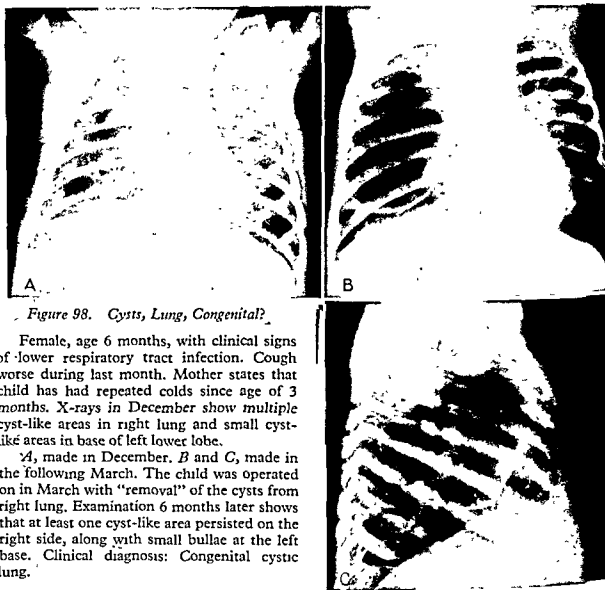 A
B
Figure 98. Cysts, Lung, Congenital?
Female, age 6 months, with clinical signs
of lower respiratory tract infection. Cough
worse during last month. Mother states that
child has had repeated colds since age of 3
months. X-rays in December show multiple
cyst-like areas in right lung and small cyst-
like areas in base of left lower lobe.
A, made in December. B and C, made in
the following March. The child was operated
on in March with “removal” of the cysts from
right lung. Examination 6 months later shows
that at least one cyst-like area persisted on the
right side, along with small bullae at the left
base. Clinical diagnosis: Congenital cystic
lung.
C